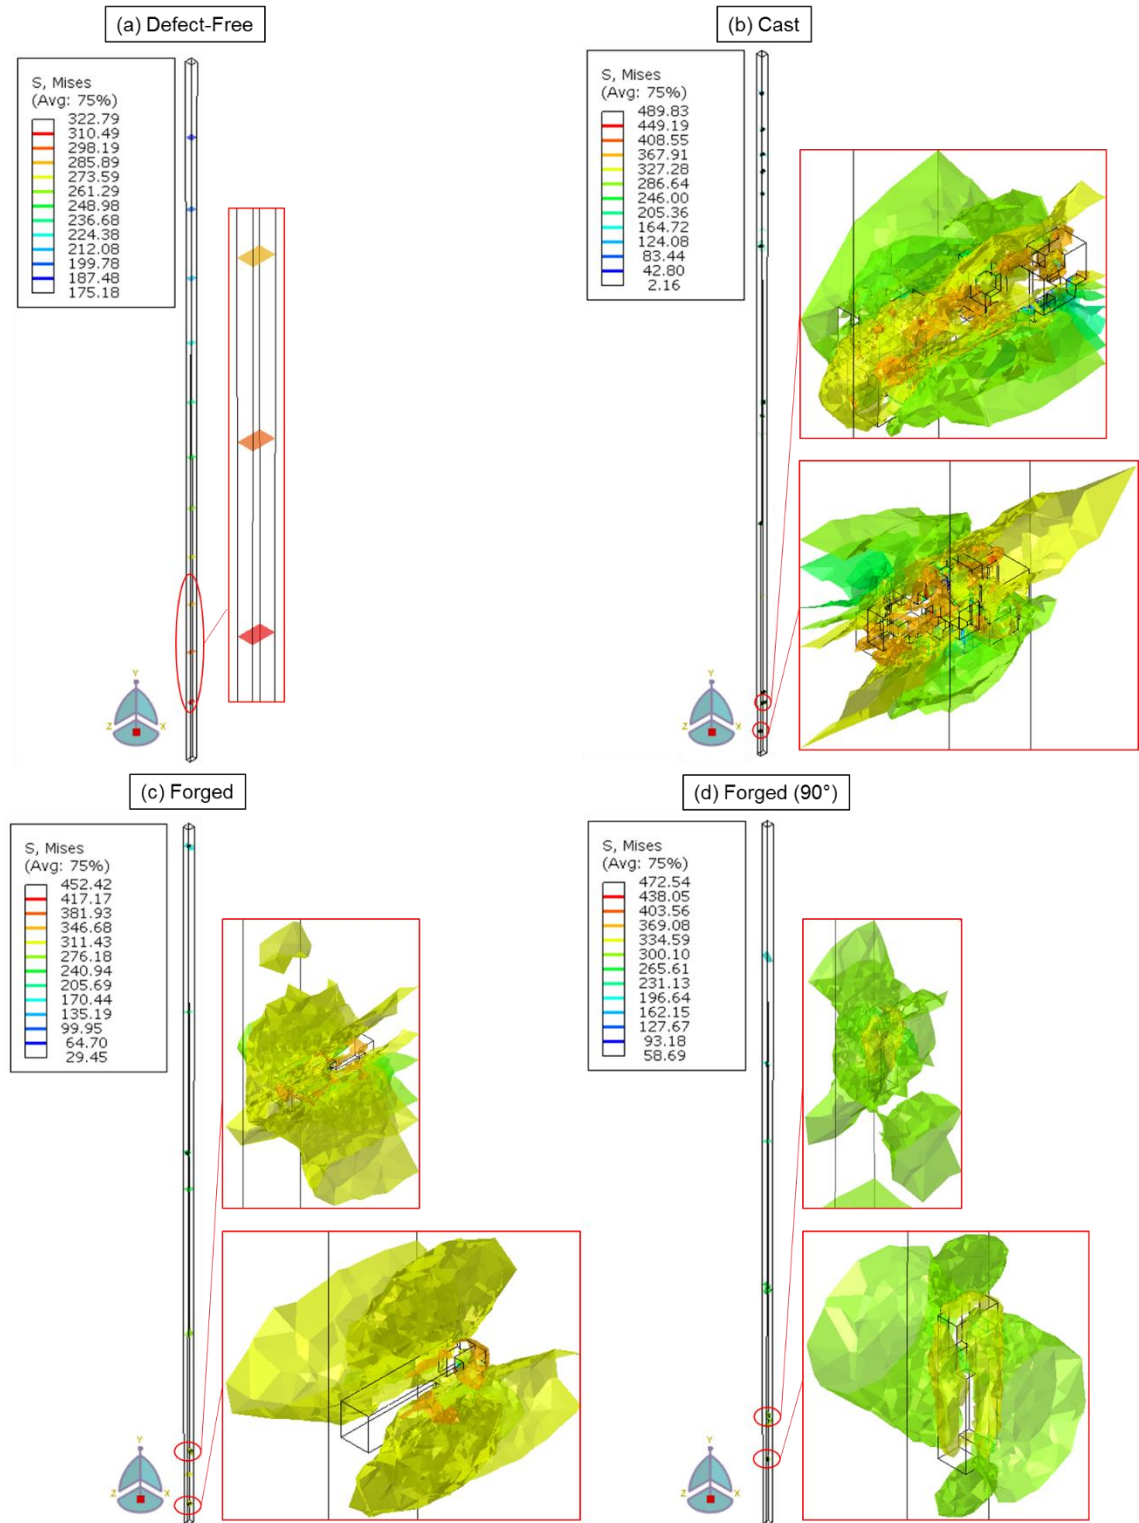 (a) Defect-Free
S, Mises
(Avg: 75%)
322.79
310.49
298.19
285.89
273.59
261.29
248.98
236.68
224.38
212.08
199.78
187.48
175.18
Y
Z
X
(b) Cast
S, Mises
(Avg: 75%)
489.83
449.19
408.55
367.91
327.28
286.64
246.00
205.36
164.72
124.08
83.44
42.80
2.16
Y
Z
X
(c) Forged
S, Mises
(Avg: 75%)
452.42
417.17
381.93
346.68
311.43
276.18
240.94
205.69
170.44
135.19
99.95
64.70
29.45
Y
Z
X
(d) Forged (90°)
S, Mises
(Avg: 75%)
472.54
438.05
403.56
369.08
334.59
300.10
265.61
231.13
196.64
162.15
127.67
93.18
58.69
Y
Z
X